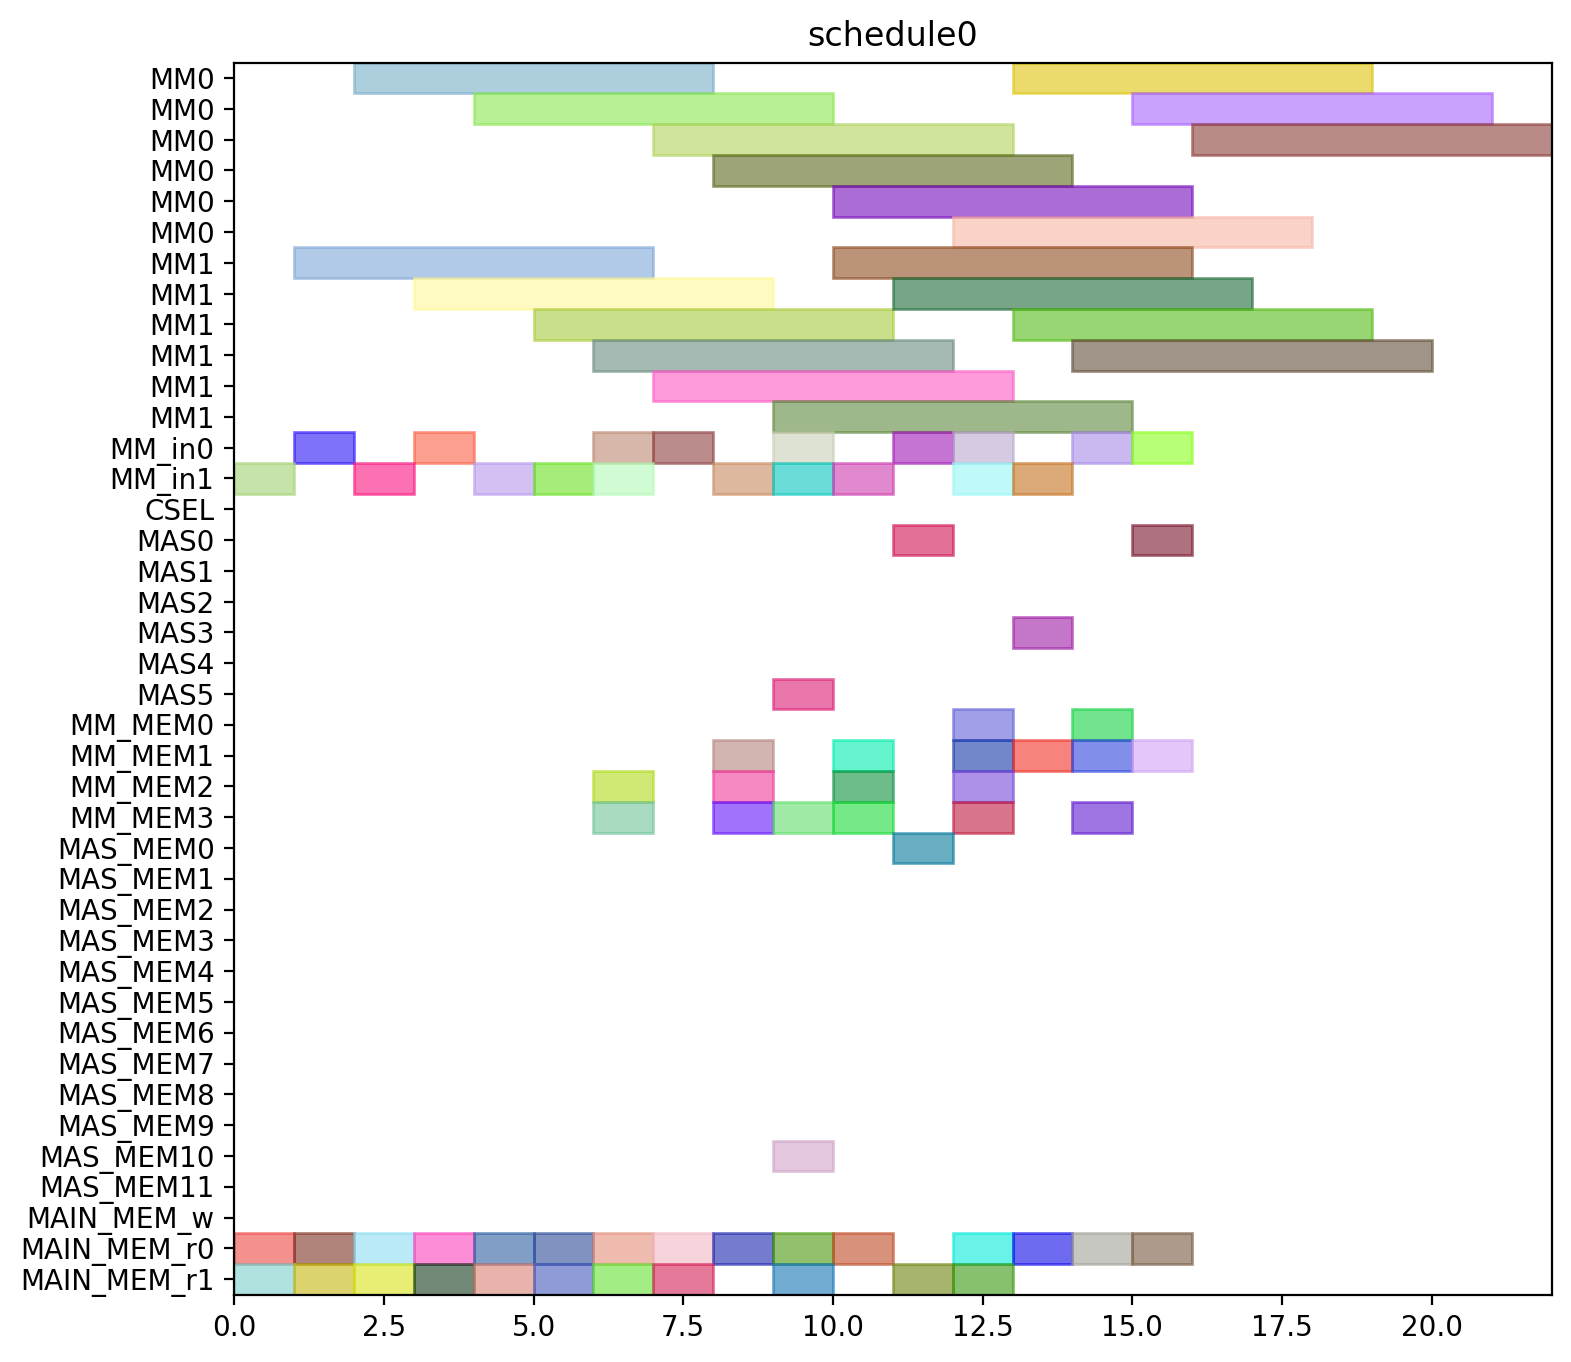 schedule0
MM0
MM0
MM0
MM0
MM0
MM0
MM1
MM1
MM1
MM1
MM1
MM1
MM_in0
MM_in1
CSEL
MAS0
MAS1
MAS2
MAS3
MAS4
MAS5
MM_MEM0
MM_MEM1
MM_MEM2
MM_MEM3
MAS_MEM0
MAS_MEM1
MAS_MEM2
MAS_MEM3
MAS_MEM4
MAS_MEM5
MAS_MEM6
MAS_MEM7
MAS_MEM8
MAS_MEM9
MAS_MEM10
MAS_MEM11
MAIN_MEM_w
MAIN_MEM_r0
MAIN_MEM_r1
0.0 2.5 5.0 7.5 10.0 12.5 15.0 17.5 20.0